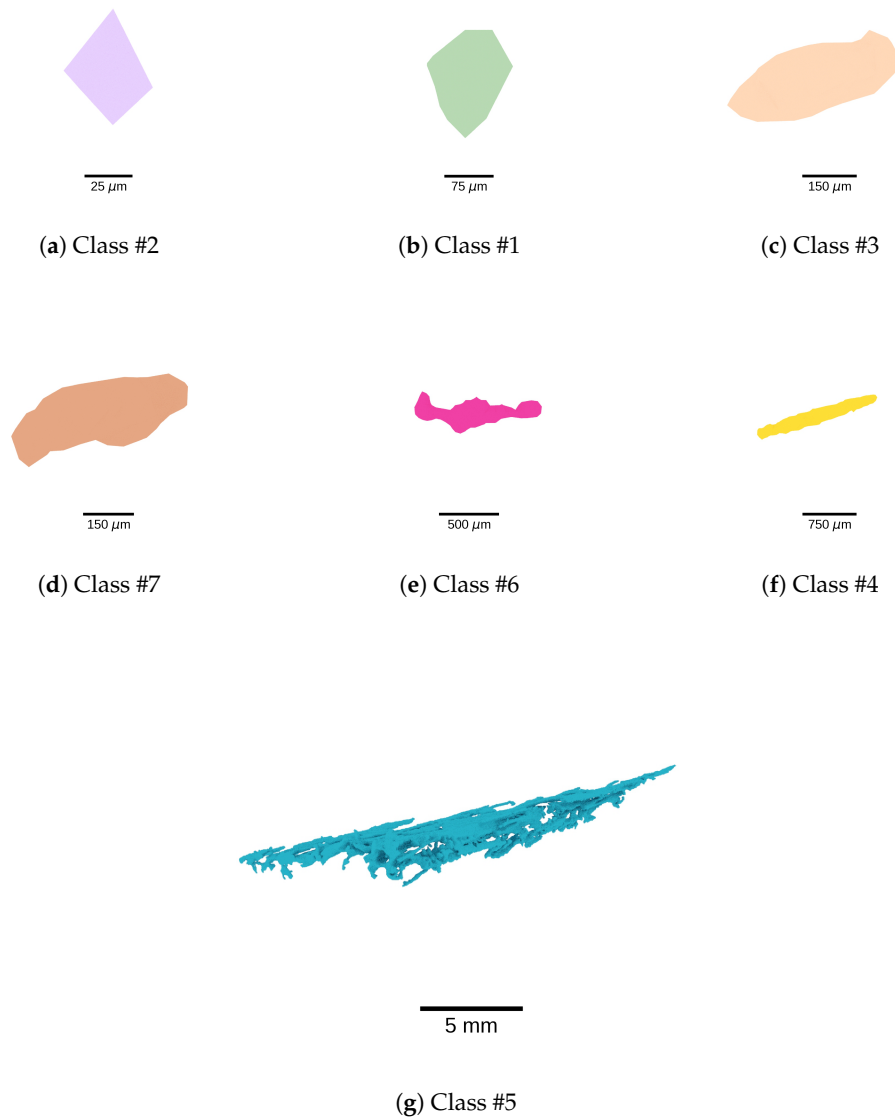 25 μm 75 μm 150 μm
(a) Class #2 (b) Class #1 (c) Class #3
150 μm 500 μm 750 μm
(d) Class #7 (e) Class #6 (f) Class #4
5 mm
(g) Class #5